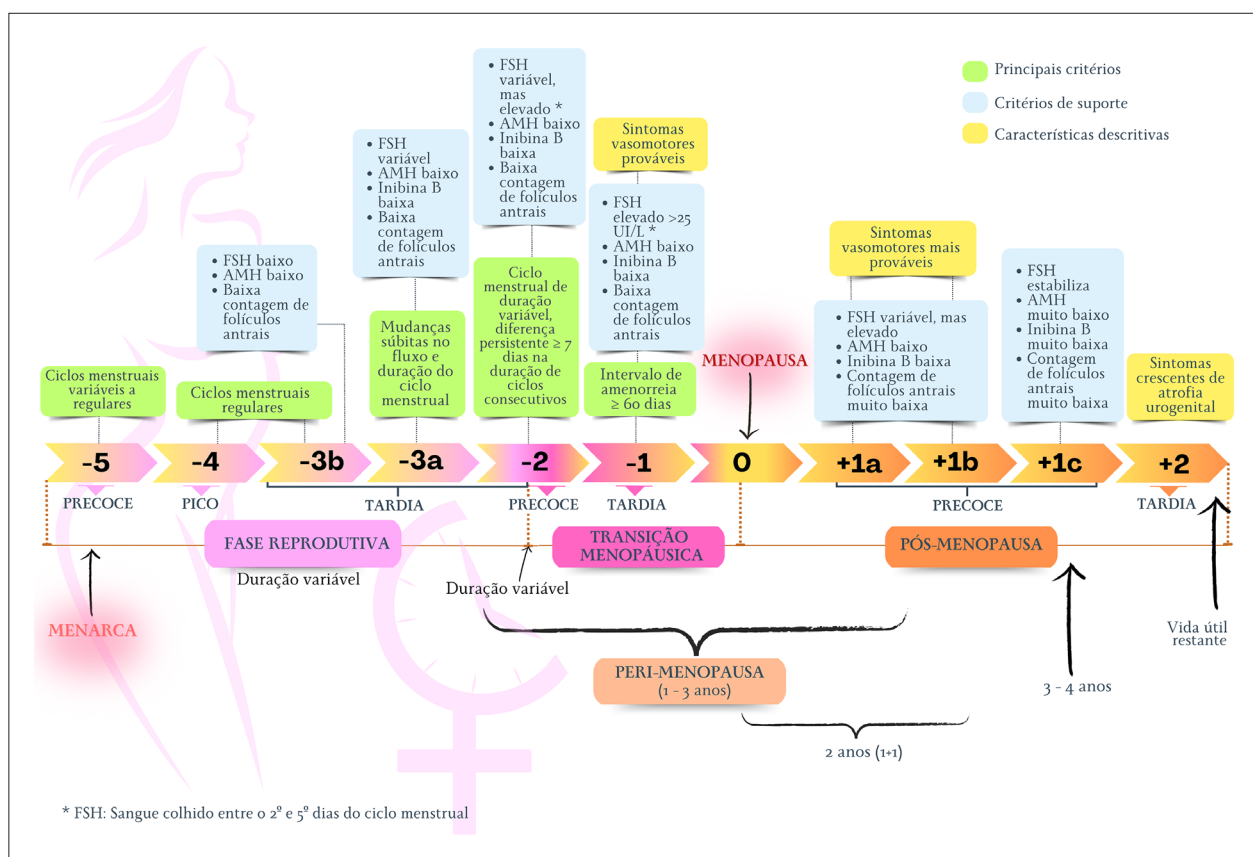 Principais critérios
Critérios de suporte
Características descritivas
Ciclos menstruais
variáveis a
regulares
Ciclos menstruais
regulares
• FSH baixo
• AMH baixo
• Baixa
contagem de
folículos
antrais
• FSH
variável
• AMH baixo
• Inibina B
baixa
• Baixa
contagem
de folículos
antrais
Mudanças
súbitas no
fluxo e
duração do
ciclo
menstrual
• FSH
variável,
mas
elevado *
• AMH baixo
• Inibina B
baixa
• Baixa
contagem
de folículos
antrais
Ciclo
menstrual de
duração
variável,
diferença
persistente ≥ 7
dias na
duração de
ciclos
consecutivos
Sintomas
vasomotores
prováveis
• FSH
elevado >25
UI/L *
• AMH baixo
• Inibina B
baixa
• Baixa
contagem
de folículos
antrais
Intervalo de
amenorreia
≥ 60 dias
MENOPAUSA
Sintomas
vasomotores mais
prováveis
• FSH variável, mas
elevado
• AMH baixo
• Inibina B baixa
• Contagem de
folículos antrais
muito baixa
• FSH
estabiliza
• AMH
muito baixo
• Inibina B
muito baixa
• Contagem
de folículos
antrais
muito baixa
Sintomas
crescentes de
atrofia
urogenital
-5
-4
-3b
-3a
-2
-1
0
+1a
+1b
+1c
+2
PRECOCE
PICO
TARDIA
PRECOCE
TARDIA
PRECOCE
TARDIA
FASE REPRODUTIVA
Duração variável
TRANSIÇÃO
MENOPÁUSICA
Duração variável
PÓS-MENOPAUSA
MENARCA
Vida útil
restante
PERI-MENOPAUSA
(1 - 3 anos)
3 - 4 anos
2 anos (1+1)
* FSH: Sangue colhido entre o 2º e 5º dias do ciclo menstrual